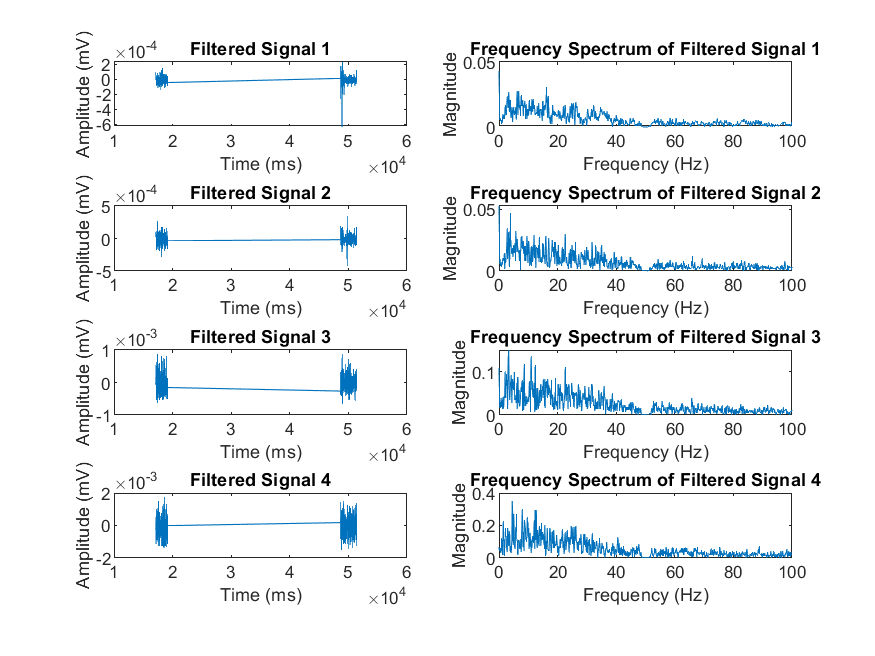 Filtered Signal 1
×10⁻⁴
Amplitude (mV)
2
0
-2
-4
-6
1 2 3 4 5 6
Time (ms)
×10⁴
Frequency Spectrum of Filtered Signal 1
Magnitude
0.05
0
0 20 40 60 80 100
Frequency (Hz)
Filtered Signal 2
×10⁻⁴
Amplitude (mV)
5
0
-5
1 2 3 4 5 6
Time (ms)
×10⁴
Frequency Spectrum of Filtered Signal 2
Magnitude
0.05
0
0 20 40 60 80 100
Frequency (Hz)
Filtered Signal 3
×10⁻³
Amplitude (mV)
1
0
-1
1 2 3 4 5 6
Time (ms)
×10⁴
Frequency Spectrum of Filtered Signal 3
Magnitude
0.1
0
0 20 40 60 80 100
Frequency (Hz)
Filtered Signal 4
×10⁻³
Amplitude (mV)
2
0
-2
1 2 3 4 5 6
Time (ms)
×10⁴
Frequency Spectrum of Filtered Signal 4
Magnitude
0.4
0.2
0
0 20 40 60 80 100
Frequency (Hz)